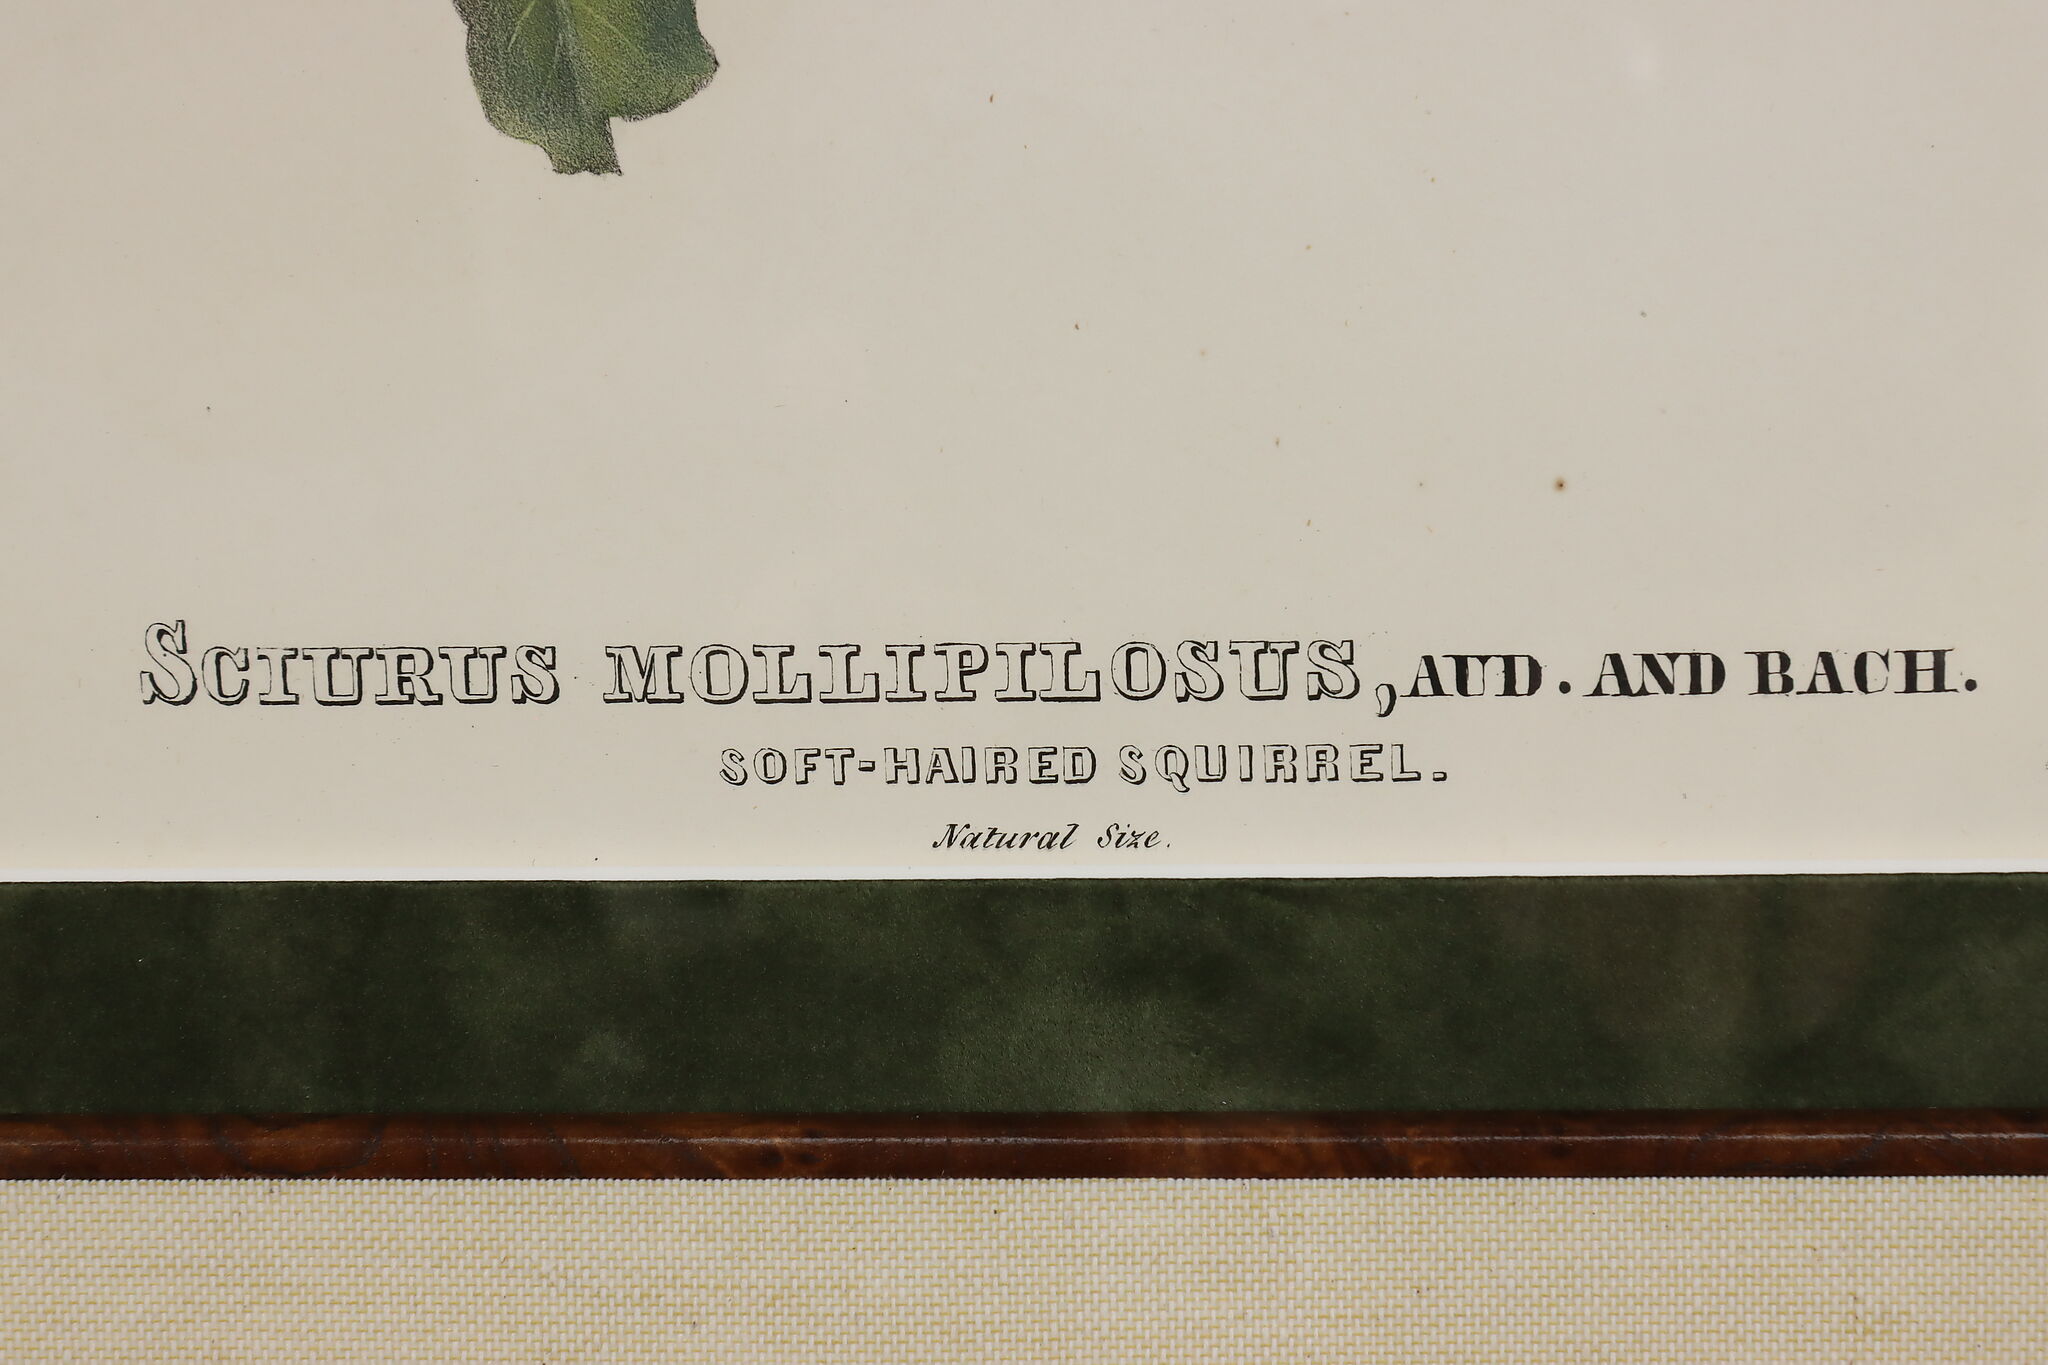 SCIURUS MOLLIPILOSUS, AUD. AND BACH.
SOFT-HAIRED SQUIRREL.
Natural Size.